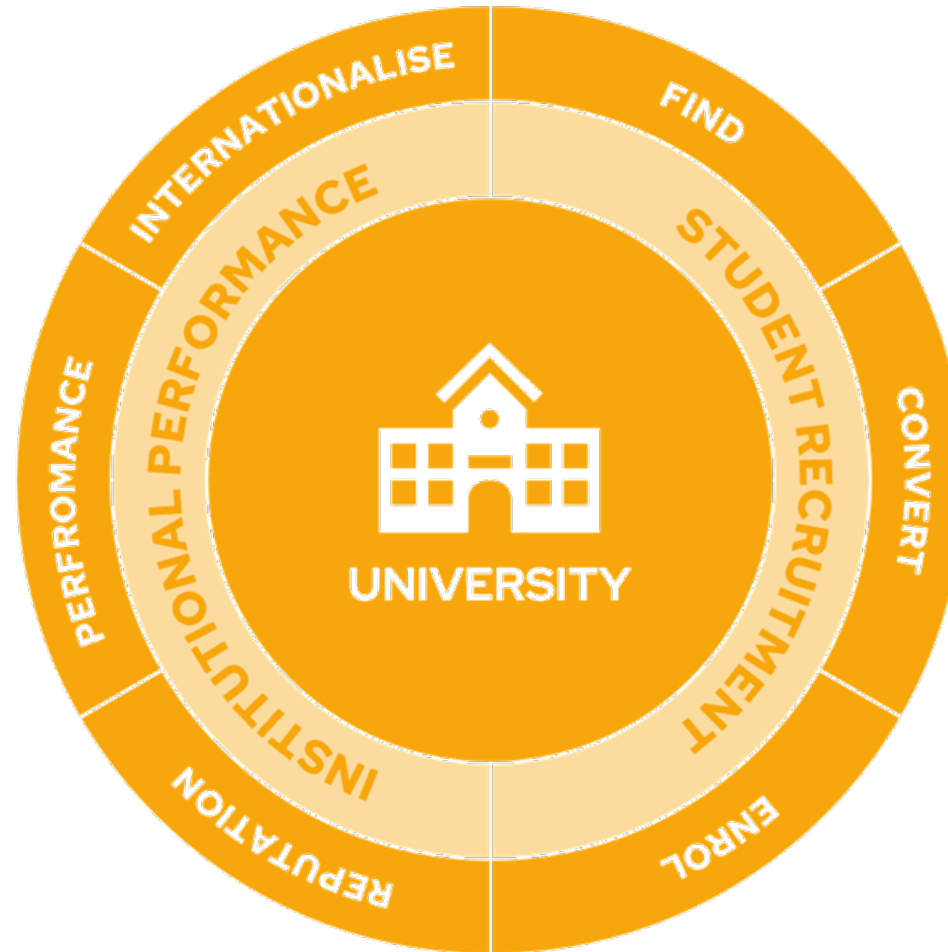 INTERNATIONALISE
FIND
CONVERT
ENROL
REPUTATION
PERFROMANCE
INSTITUTIONAL PERFORMANCE
STUDENT RECRUITMENT
UNIVERSITY